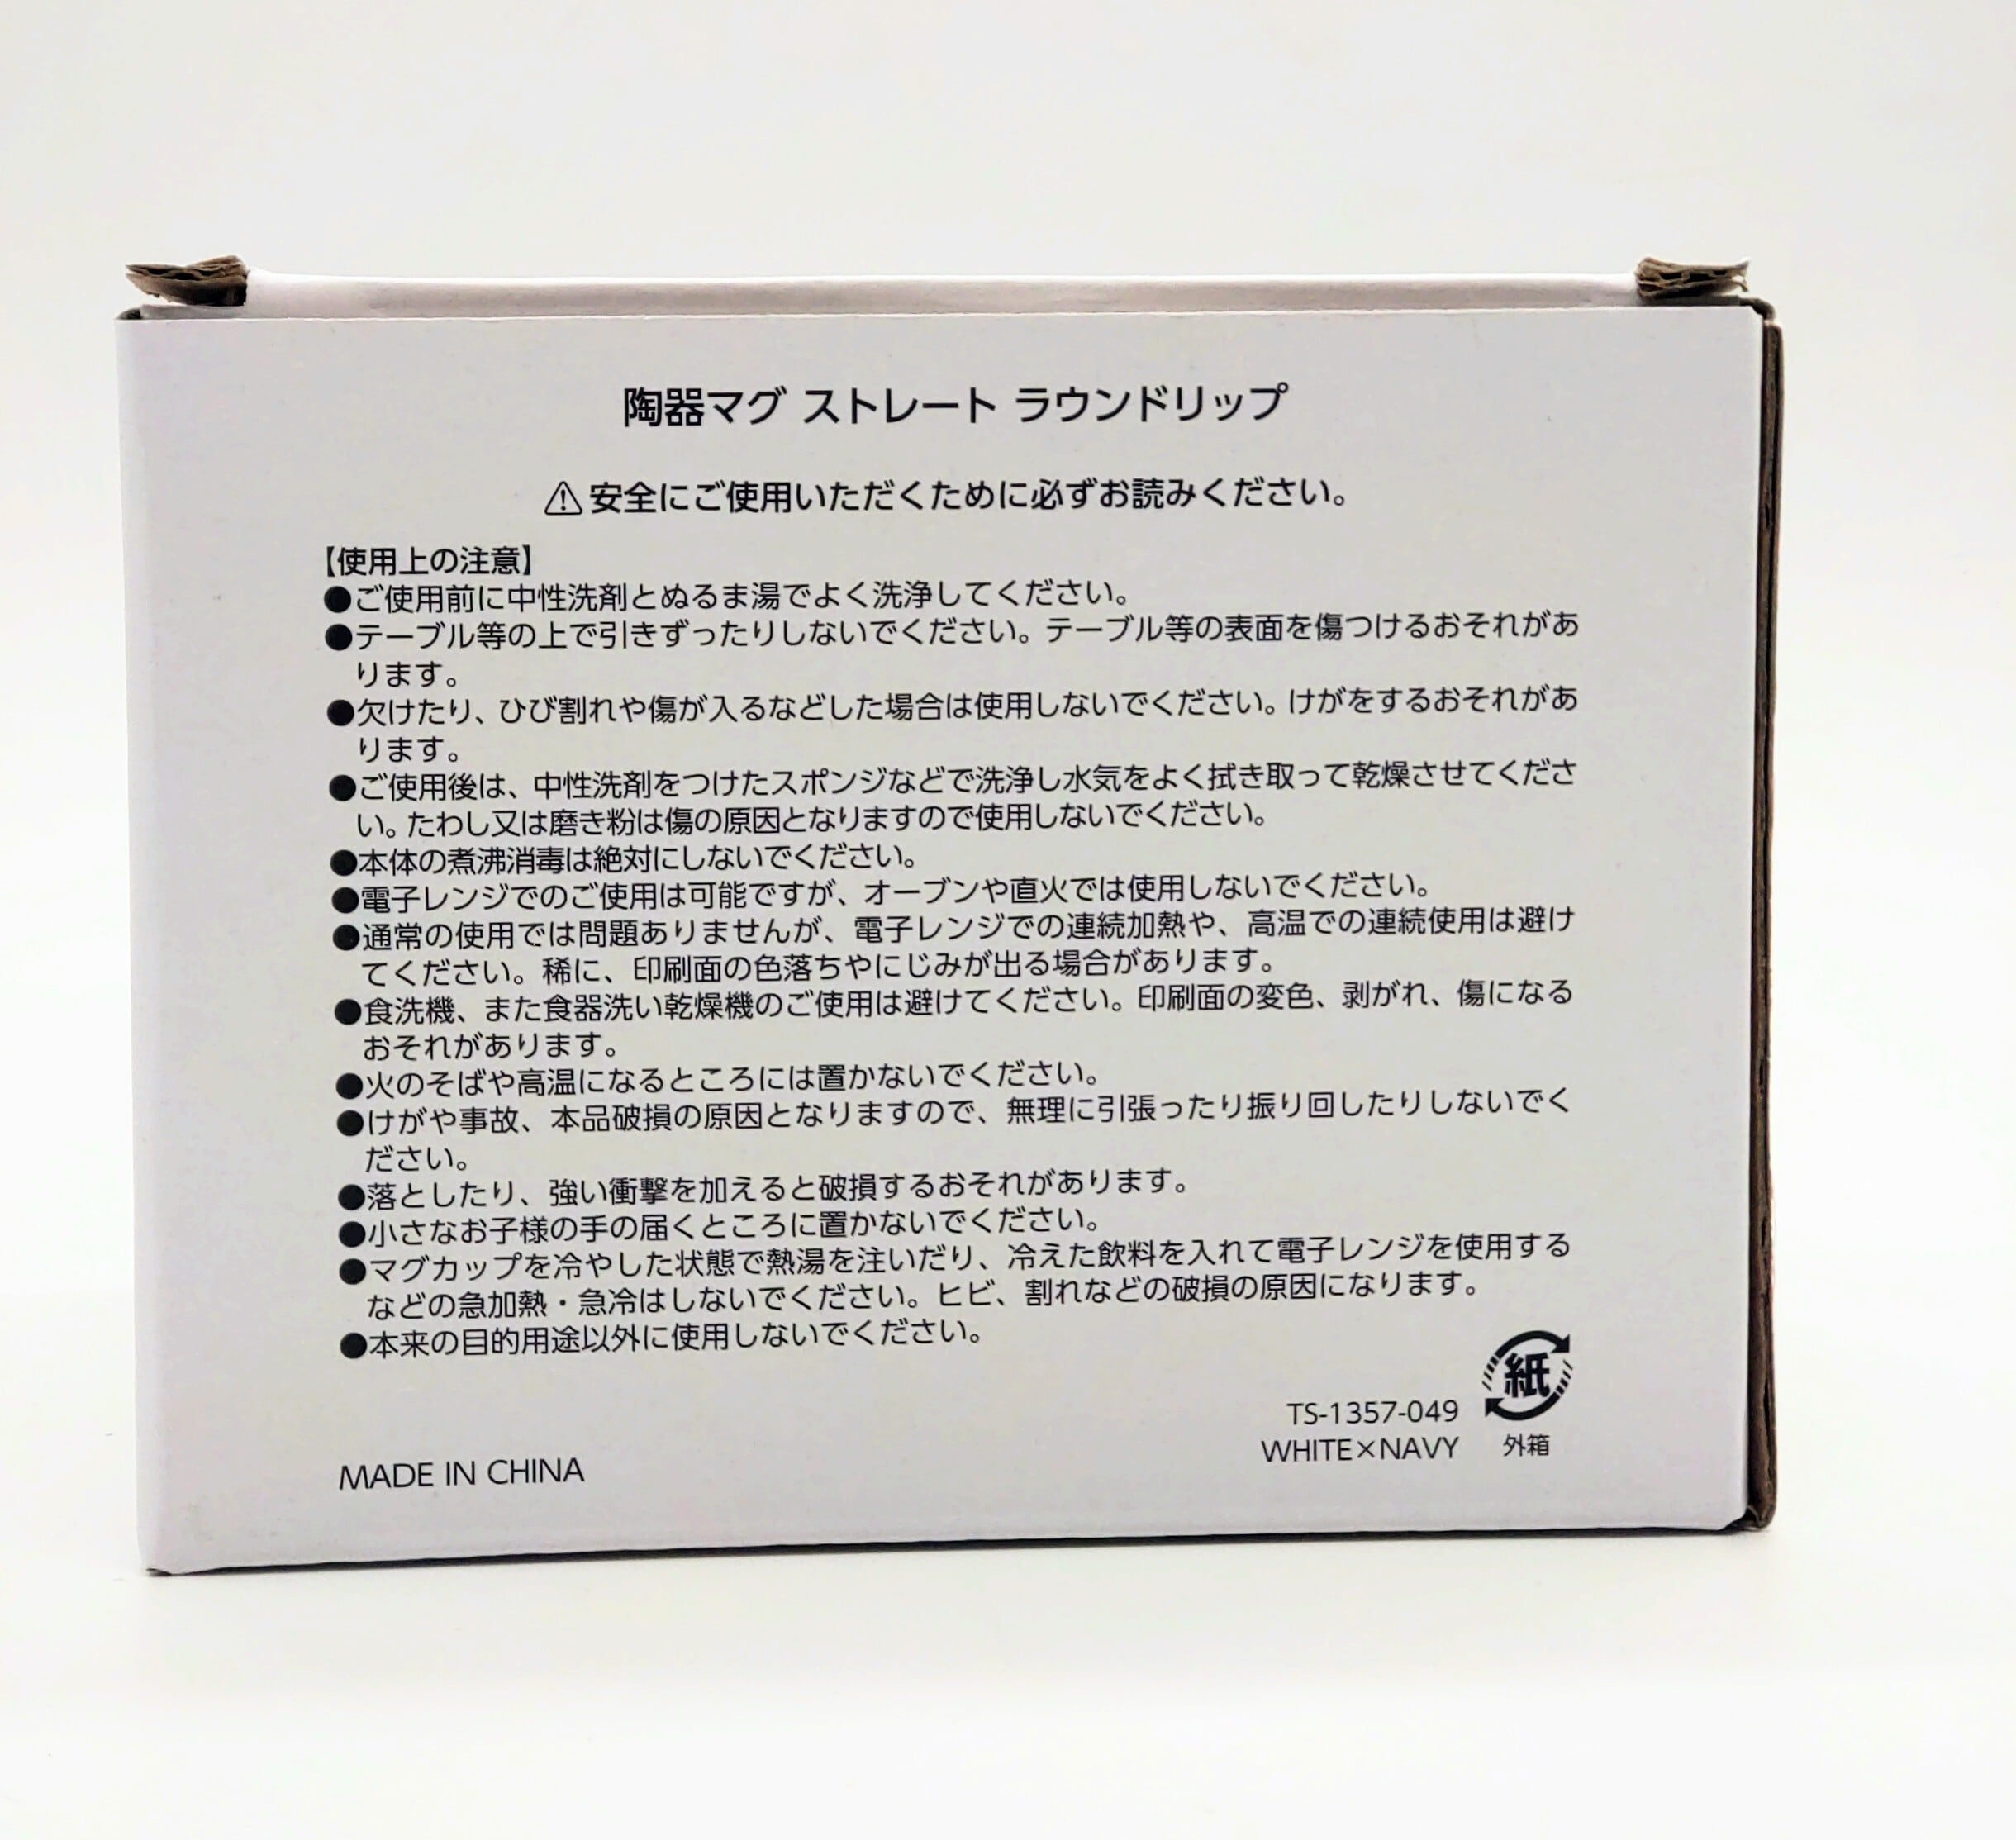 陶器マグ ストレート ラウンドリップ
⚠安全にご使用いただくために必ずお読みください。
【使用上の注意】
●ご使用前に中性洗剤とぬるま湯でよく洗浄してください。
●テーブル等の上で引きずったりしないでください。テーブル等の表面を傷つけるおそれがあ
ります。
●欠けたり、ひび割れや傷が入るなどした場合は使用しないでください。けがをするおそれがあ
ります。
●ご使用後は、中性洗剤をつけたスポンジなどで洗浄し水気をよく拭き取って乾燥させてくださ
い。たわし又は磨き粉は傷の原因となりますので使用しないでください。
●本体の煮沸消毒は絶対にしないでください。
●電子レンジでのご使用は可能ですが、オーブンや直火では使用しないでください。
●通常の使用では問題ありませんが、電子レンジでの連続加熱や、高温での連続使用は避け
てください。稀に、印刷面の色落ちやにじみが出る場合があります。
●食洗機、また食器洗い乾燥機のご使用は避けてください。印刷面の変色、剥がれ、傷になる
おそれがあります。
●火のそばや高温になるところには置かないでください。
●けがや事故、本品破損の原因となりますので、無理に引張ったり振り回したりしないでく
ださい。
●落としたり、強い衝撃を加えると破損するおそれがあります。
●小さなお子様の手の届くところに置かないでください。
●マグカップを冷やした状態で熱湯を注いだり、冷えた飲料を入れて電子レンジを使用する
などの急加熱・急冷はしないでください。ヒビ、割れなどの破損の原因になります。
●本来の目的用途以外に使用しないでください。
紙
外箱
TS-1357-049
WHITE×NAVY
MADE IN CHINA